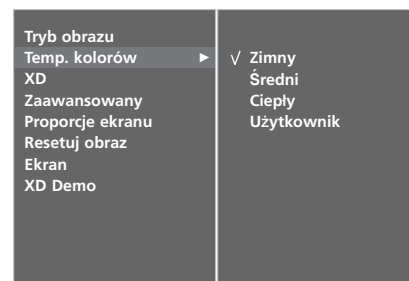 Tryb obrazu
Temp. kolorów ▶
XD
Zaawansowany
Proporcje ekranu
Resetuj obraz
Ekran
XD Demo
√ Zimny
Średni
Ciepły
Użytkownik